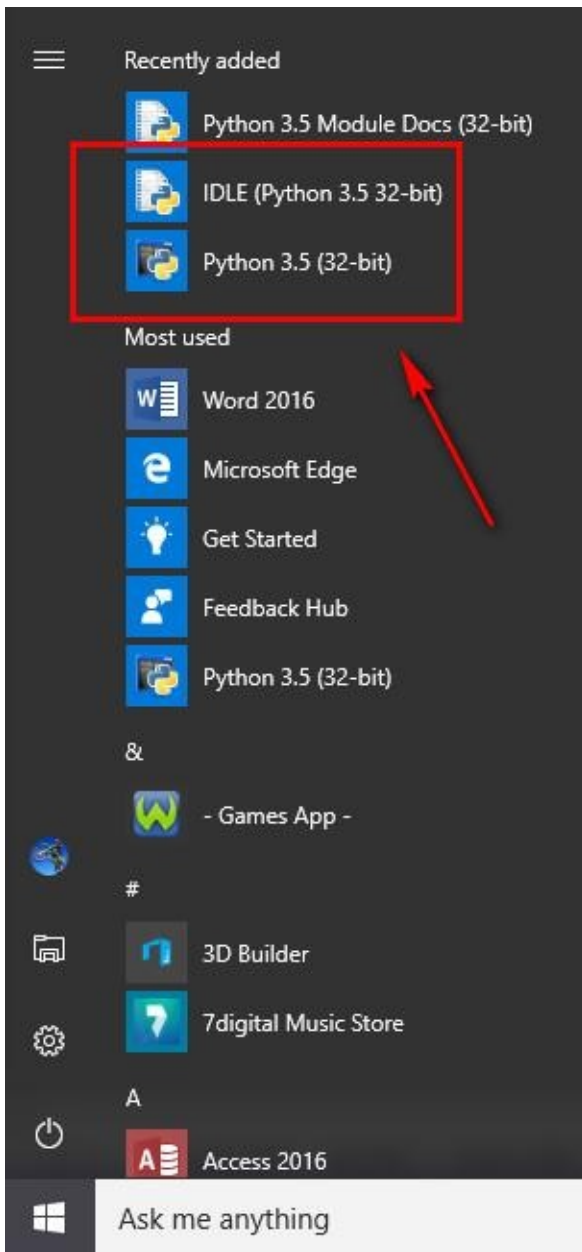 Recently added
Python 3.5 Module Docs (32-bit)
IDLE (Python 3.5 32-bit)
Python 3.5 (32-bit)
Most used
Word 2016
Microsoft Edge
Get Started
Feedback Hub
Python 3.5 (32-bit)
&
- Games App -
#
3D Builder
7digital Music Store
A
Access 2016
Ask me anything